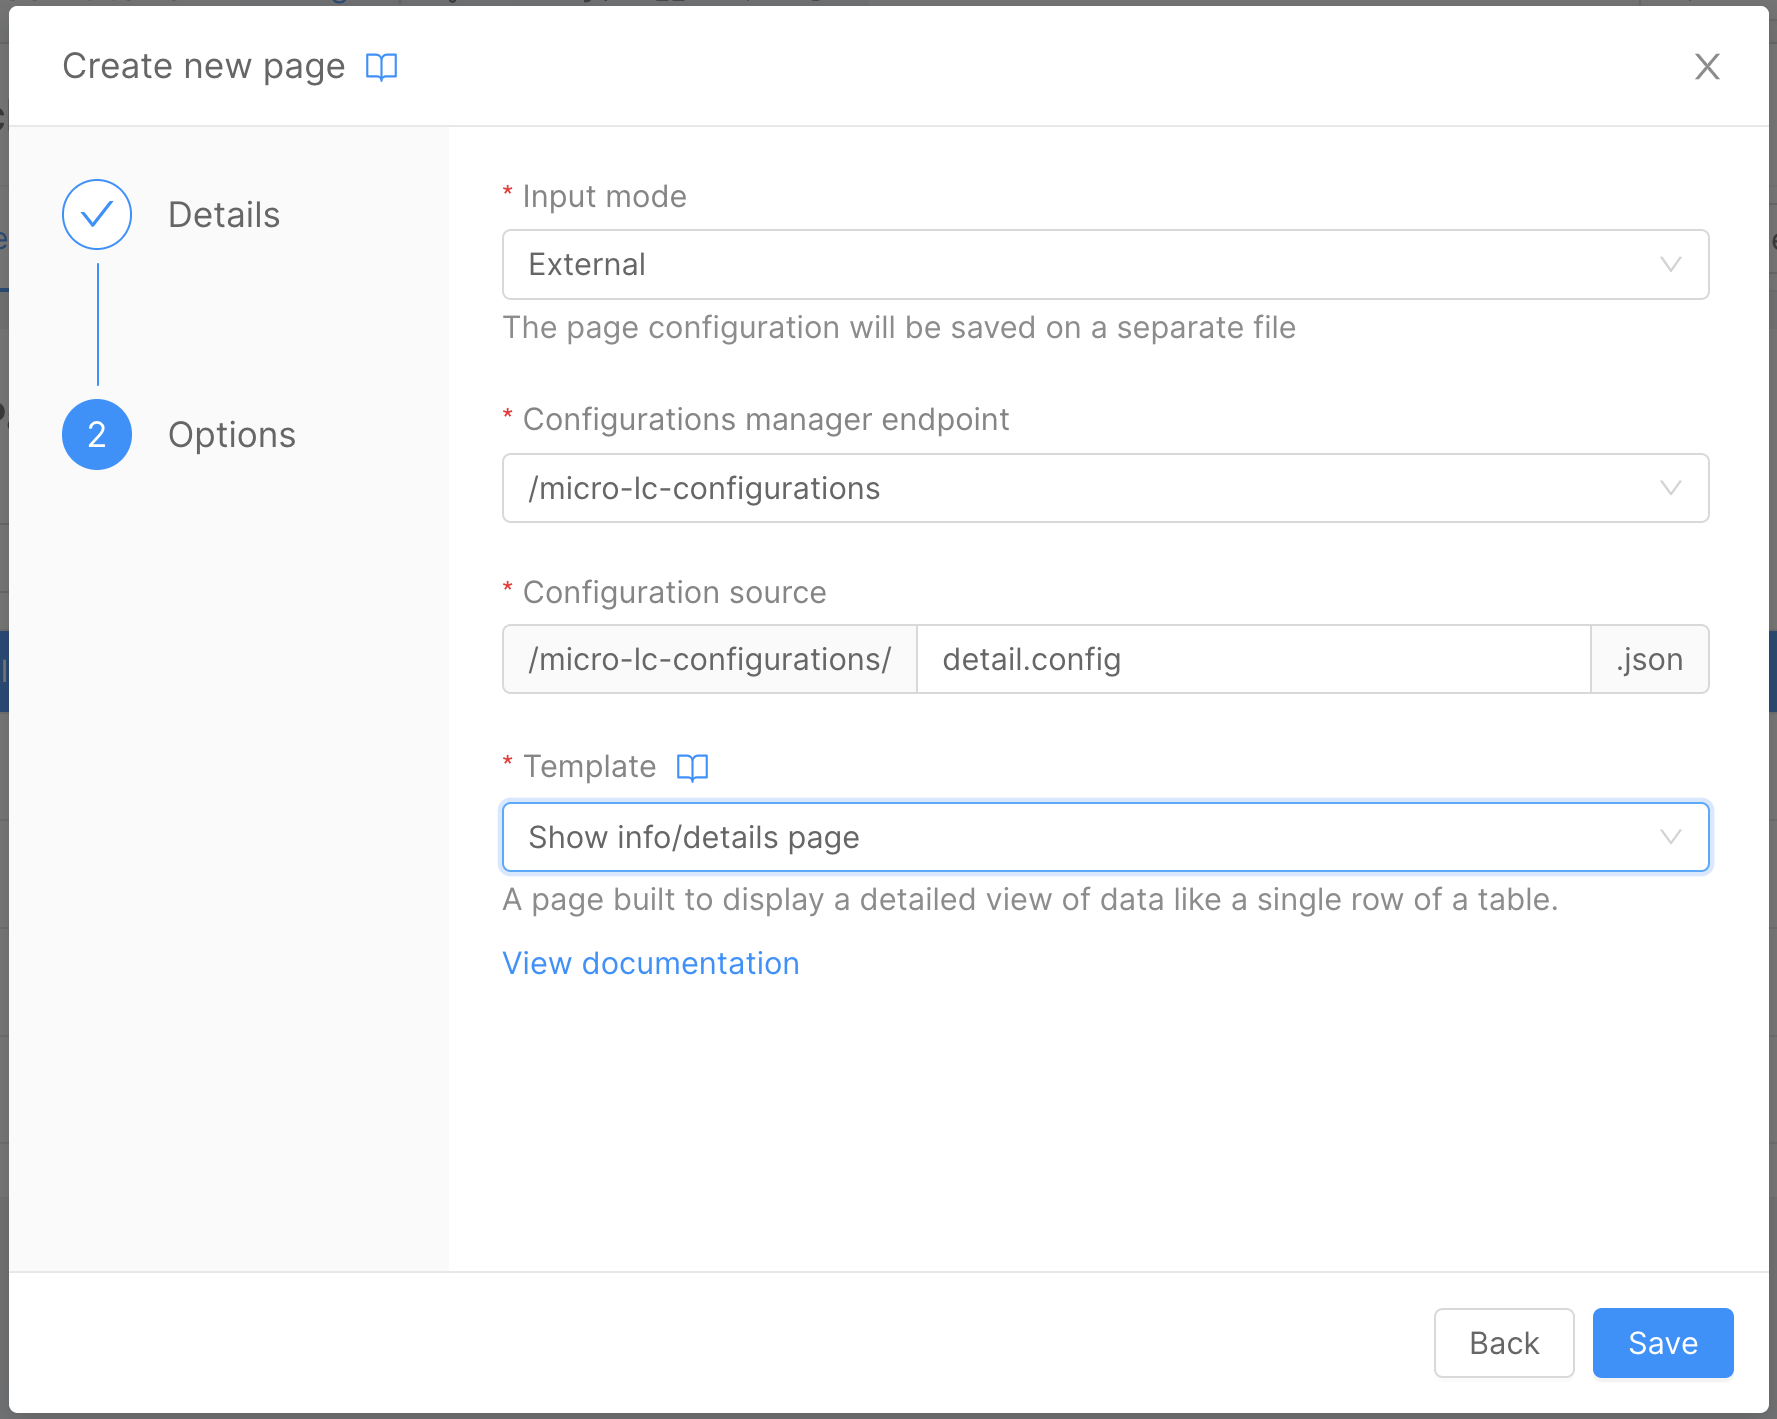 Create new page
Details
2 Options
* Input mode
External
The page configuration will be saved on a separate file
* Configurations manager endpoint
/micro-lc-configurations
* Configuration source
/micro-lc-configurations/ detail.config .json
* Template
Show info/details page
A page built to display a detailed view of data like a single row of a table.
View documentation
Back Save